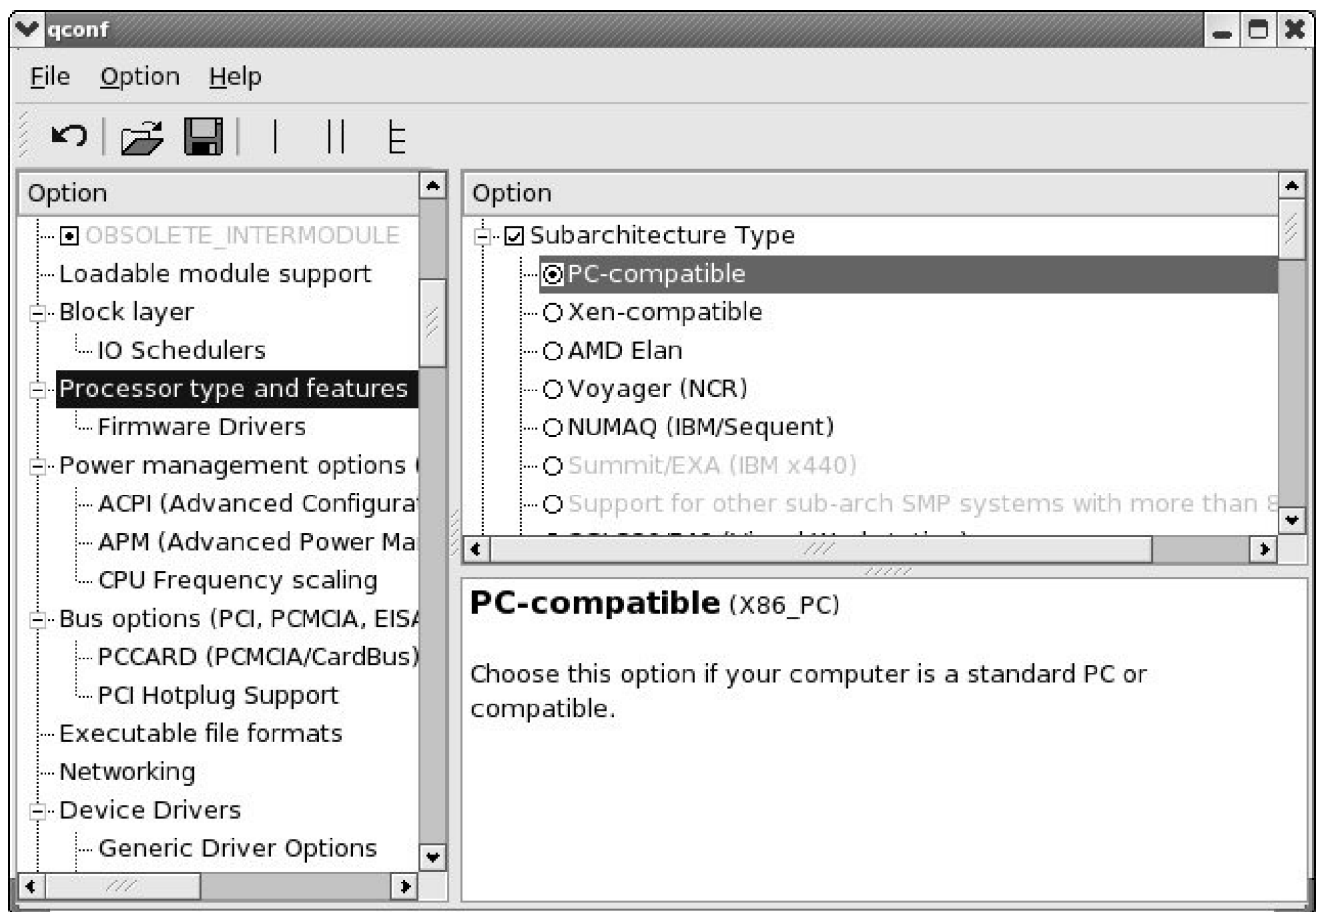 qconf
File Option Help
Option
OBSOLETE_INTERMODULE
Loadable module support
Block layer
IO Schedulers
Processor type and features
Firmware Drivers
Power management options (
ACPI (Advanced Configurat
APM (Advanced Power Ma
CPU Frequency scaling
Bus options (PCI, PCMCIA, EISA
PCCARD (PCMCIA/CardBus)
PCI Hotplug Support
Executable file formats
Networking
Device Drivers
Generic Driver Options
Option
Subarchitecture Type
PC-compatible
Xen-compatible
AMD Elan
Voyager (NCR)
NUMAQ (IBM/Sequent)
Summit/EXA (IBM x440)
Support for other sub-arch SMP systems with more than 8
PC-compatible (X86_PC)
Choose this option if your computer is a standard PC or
compatible.